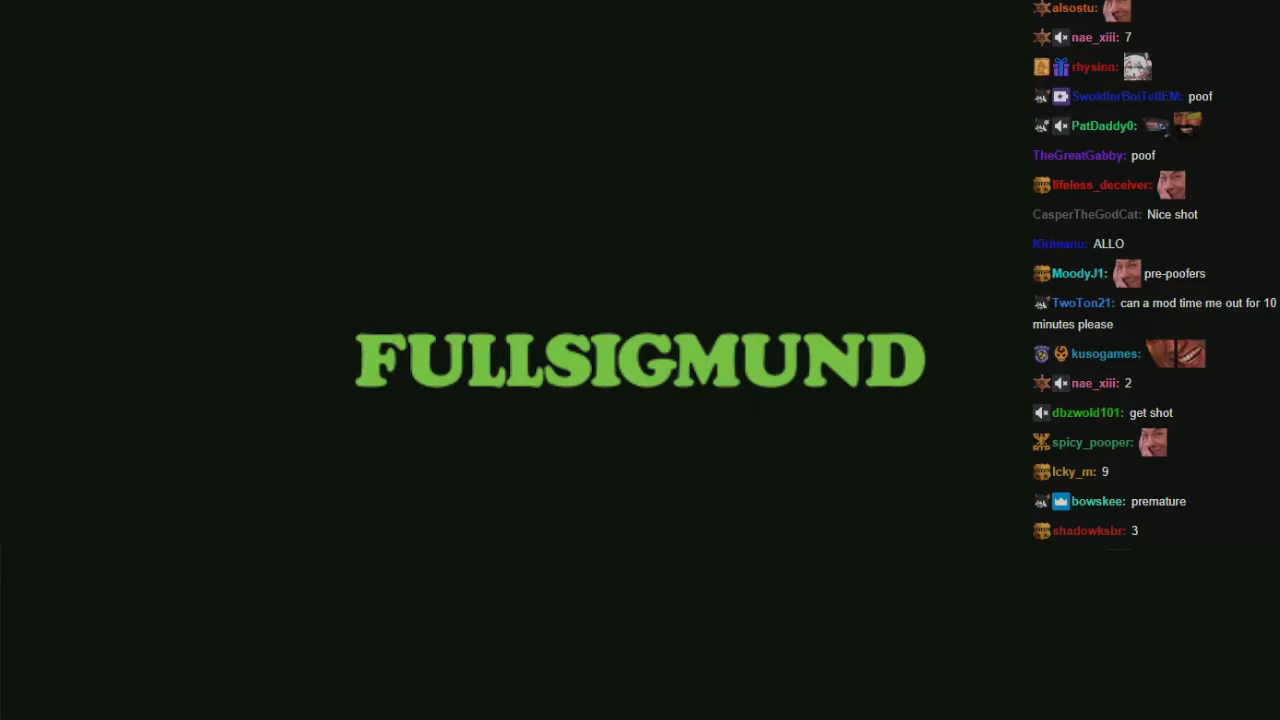 FULLSIGMUND
alsostu:
nae_xiii: 7
rhysinn:
SwoldierBoiTellEM: poof
PatDaddy0:
TheGreatGabby: poof
lifeless_deceiver:
CasperTheGodCat: Nice shot
Kirimanu: ALLO
MoodyJ1: pre-poofers
TwoTon21: can a mod time me out for 10
minutes please
kusogames:
nae_xiii: 2
dbzwold101: get shot
spicy_pooper:
Icky_m: 9
bowskee: premature
shadowksbr: 3